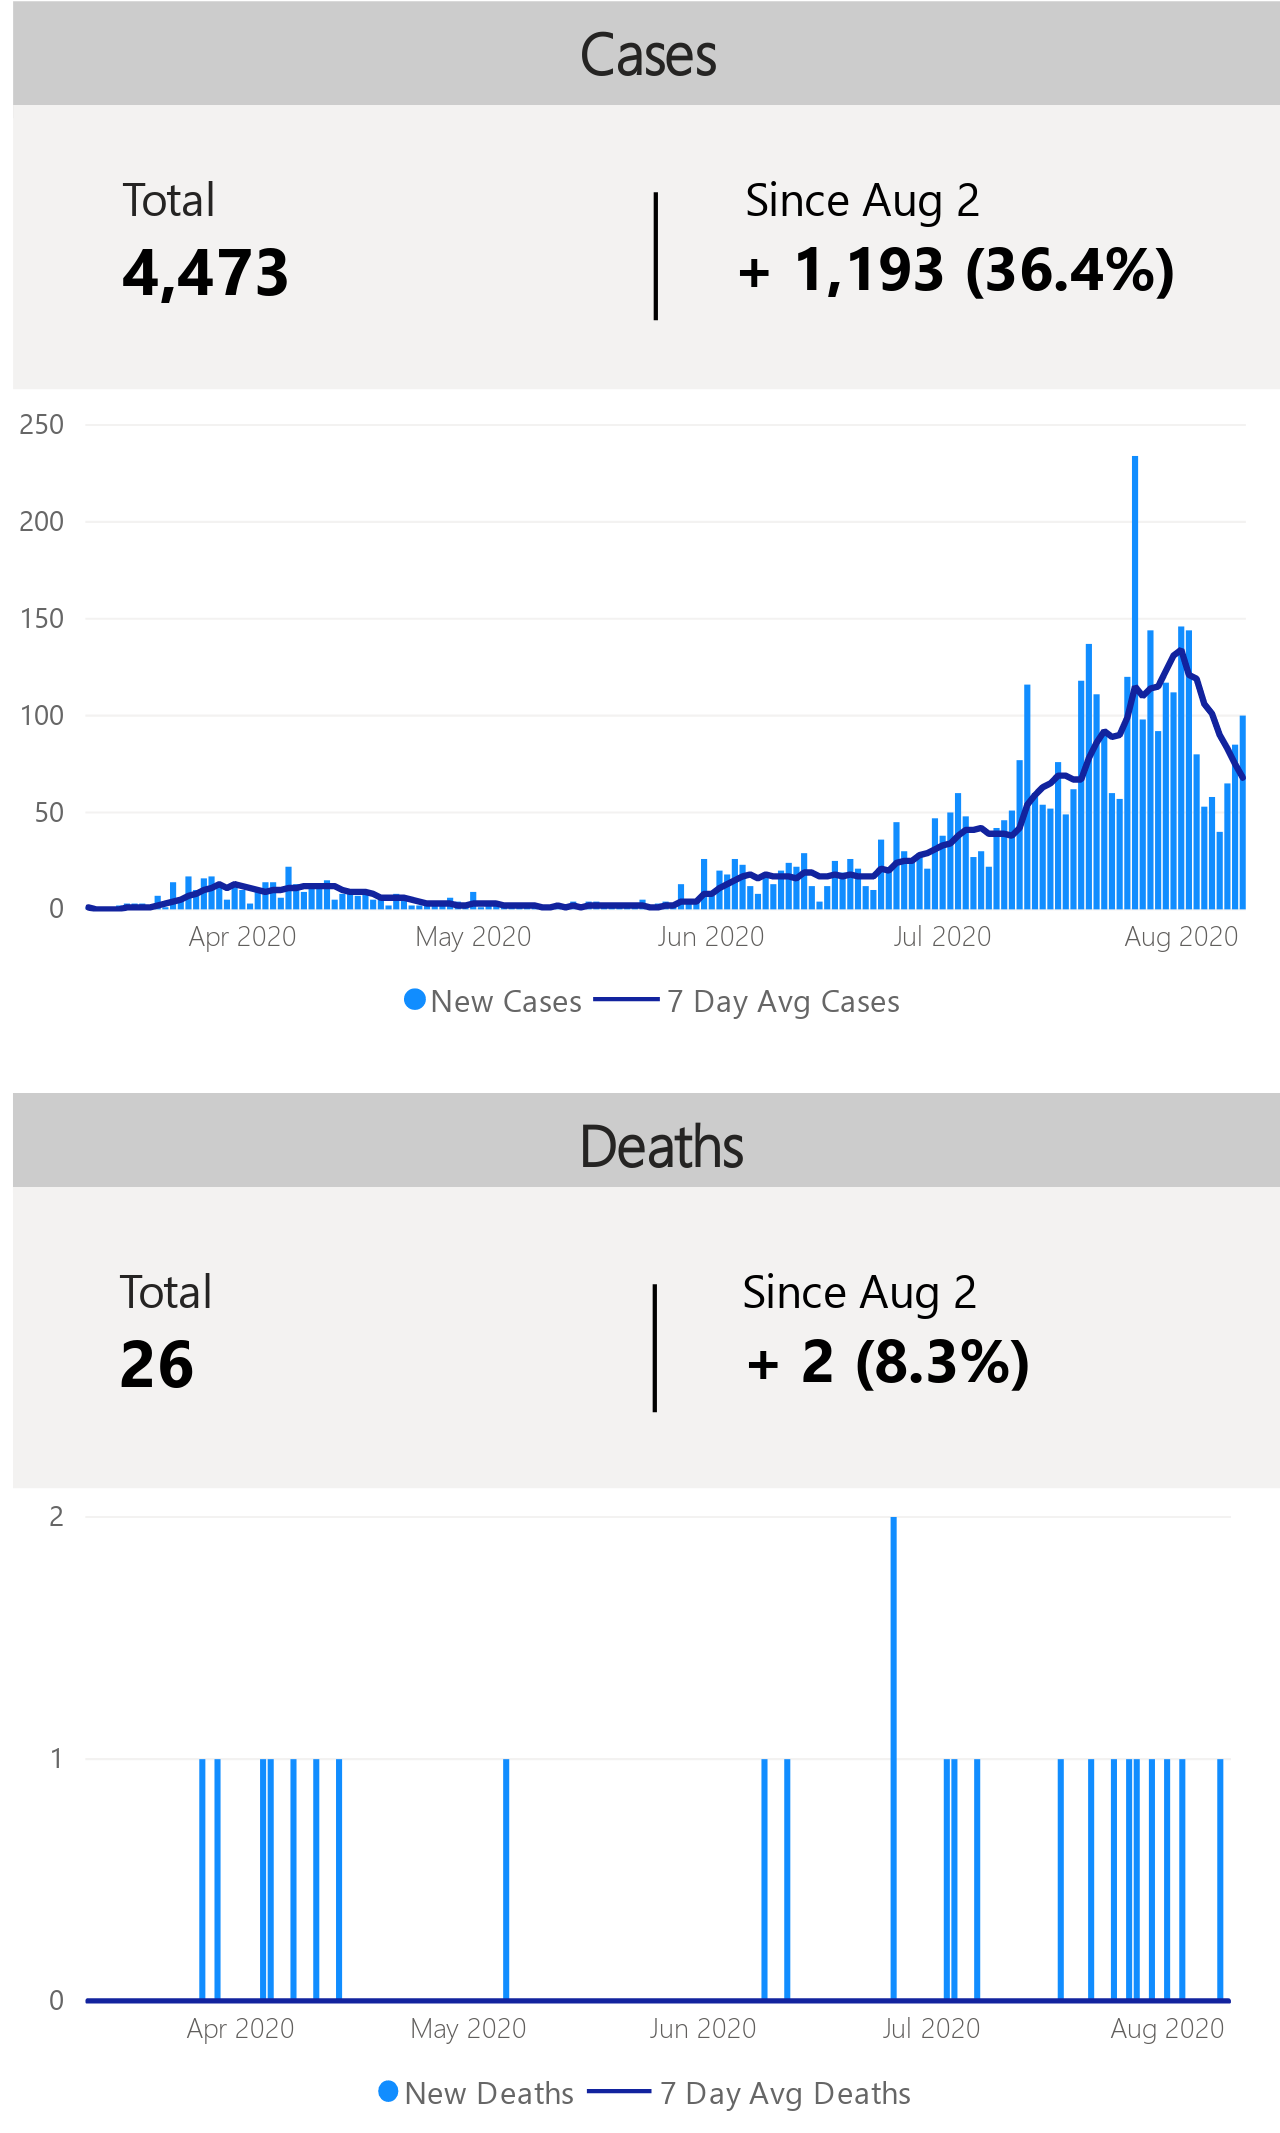 Cases
Total
4,473
Since Aug 2
+ 1,193 (36.4%)
250
200
150
100
50
0
Apr 2020 May 2020 Jun 2020 Jul 2020 Aug 2020
New Cases 7 Day Avg Cases
Deaths
Total
26
Since Aug 2
+ 2 (8.3%)
2
1
0
Apr 2020 May 2020 Jun 2020 Jul 2020 Aug 2020
New Deaths 7 Day Avg Deaths